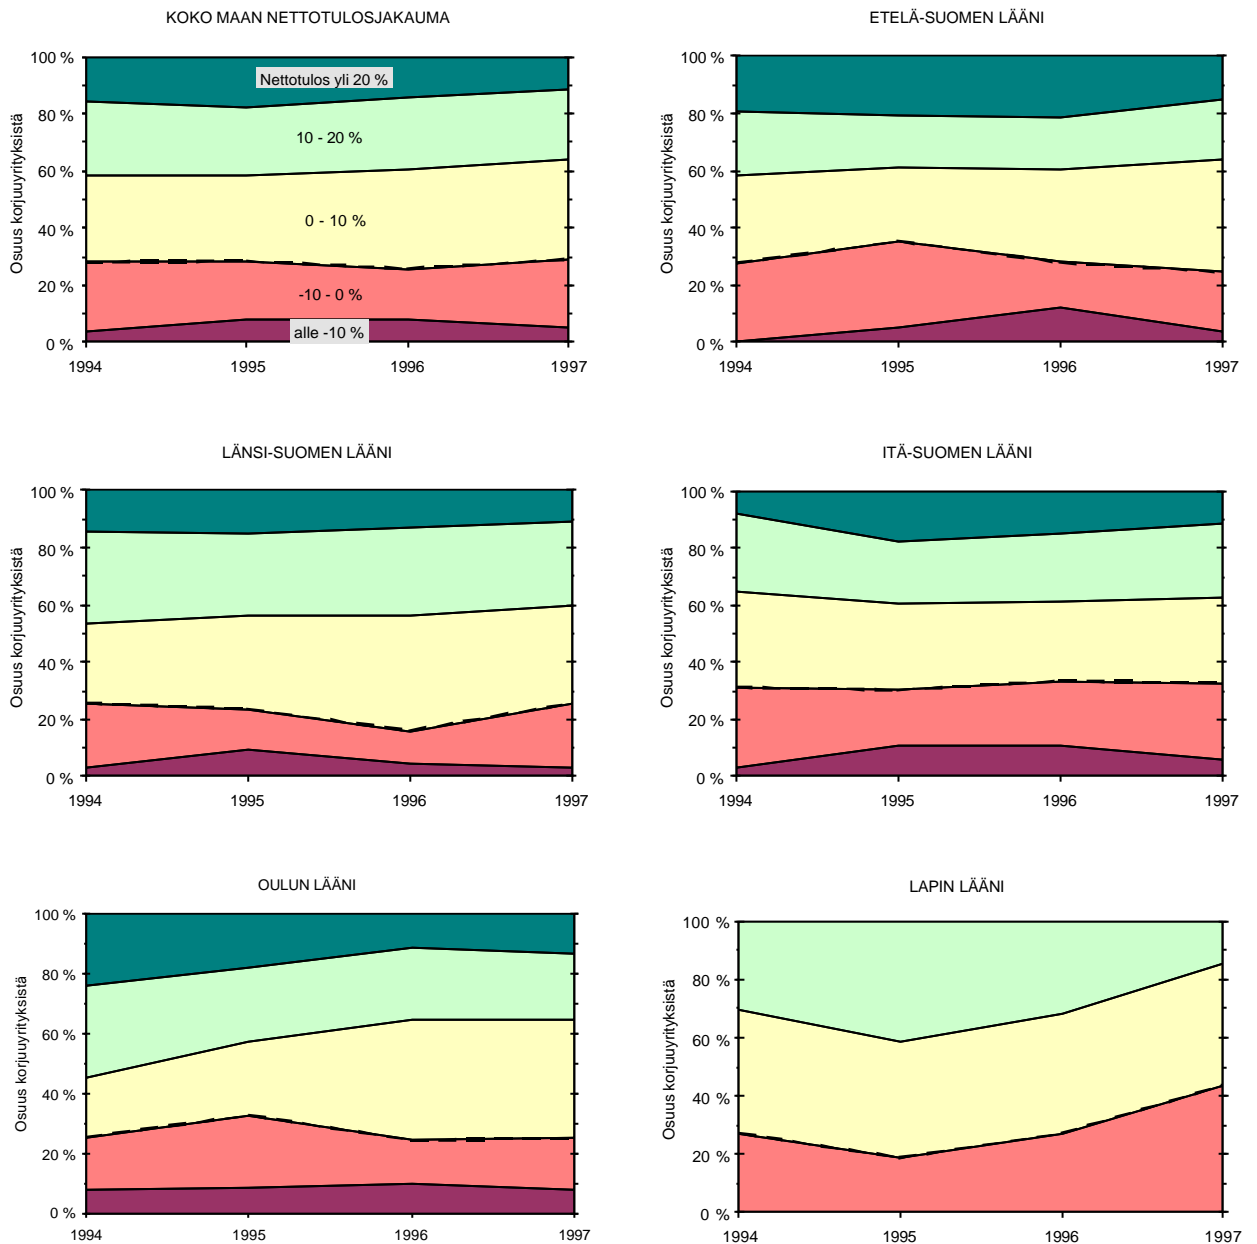 KOKO MAAN NETTOTULOSJAKAUMA
Osuus korjuuyrityksistä
100 %
80 %
60 %
40 %
20 %
0 %
Nettotulos yli 20 %
10 - 20 %
0 - 10 %
-10 - 0 %
alle -10 %
1994 1995 1996 1997
ETELÄ-SUOMEN LÄÄNI
Osuus korjuuyrityksistä
100 %
80 %
60 %
40 %
20 %
0 %
1994 1995 1996 1997
LÄNSI-SUOMEN LÄÄNI
Osuus korjuuyrityksistä
100 %
80 %
60 %
40 %
20 %
0 %
1994 1995 1996 1997
ITÄ-SUOMEN LÄÄNI
Osuus korjuuyrityksistä
100 %
80 %
60 %
40 %
20 %
0 %
1994 1995 1996 1997
OULUN LÄÄNI
Osuus korjuuyrityksistä
100 %
80 %
60 %
40 %
20 %
0 %
1994 1995 1996 1997
LAPIN LÄÄNI
Osuus korjuuyrityksistä
100 %
80 %
60 %
40 %
20 %
0 %
1994 1995 1996 1997